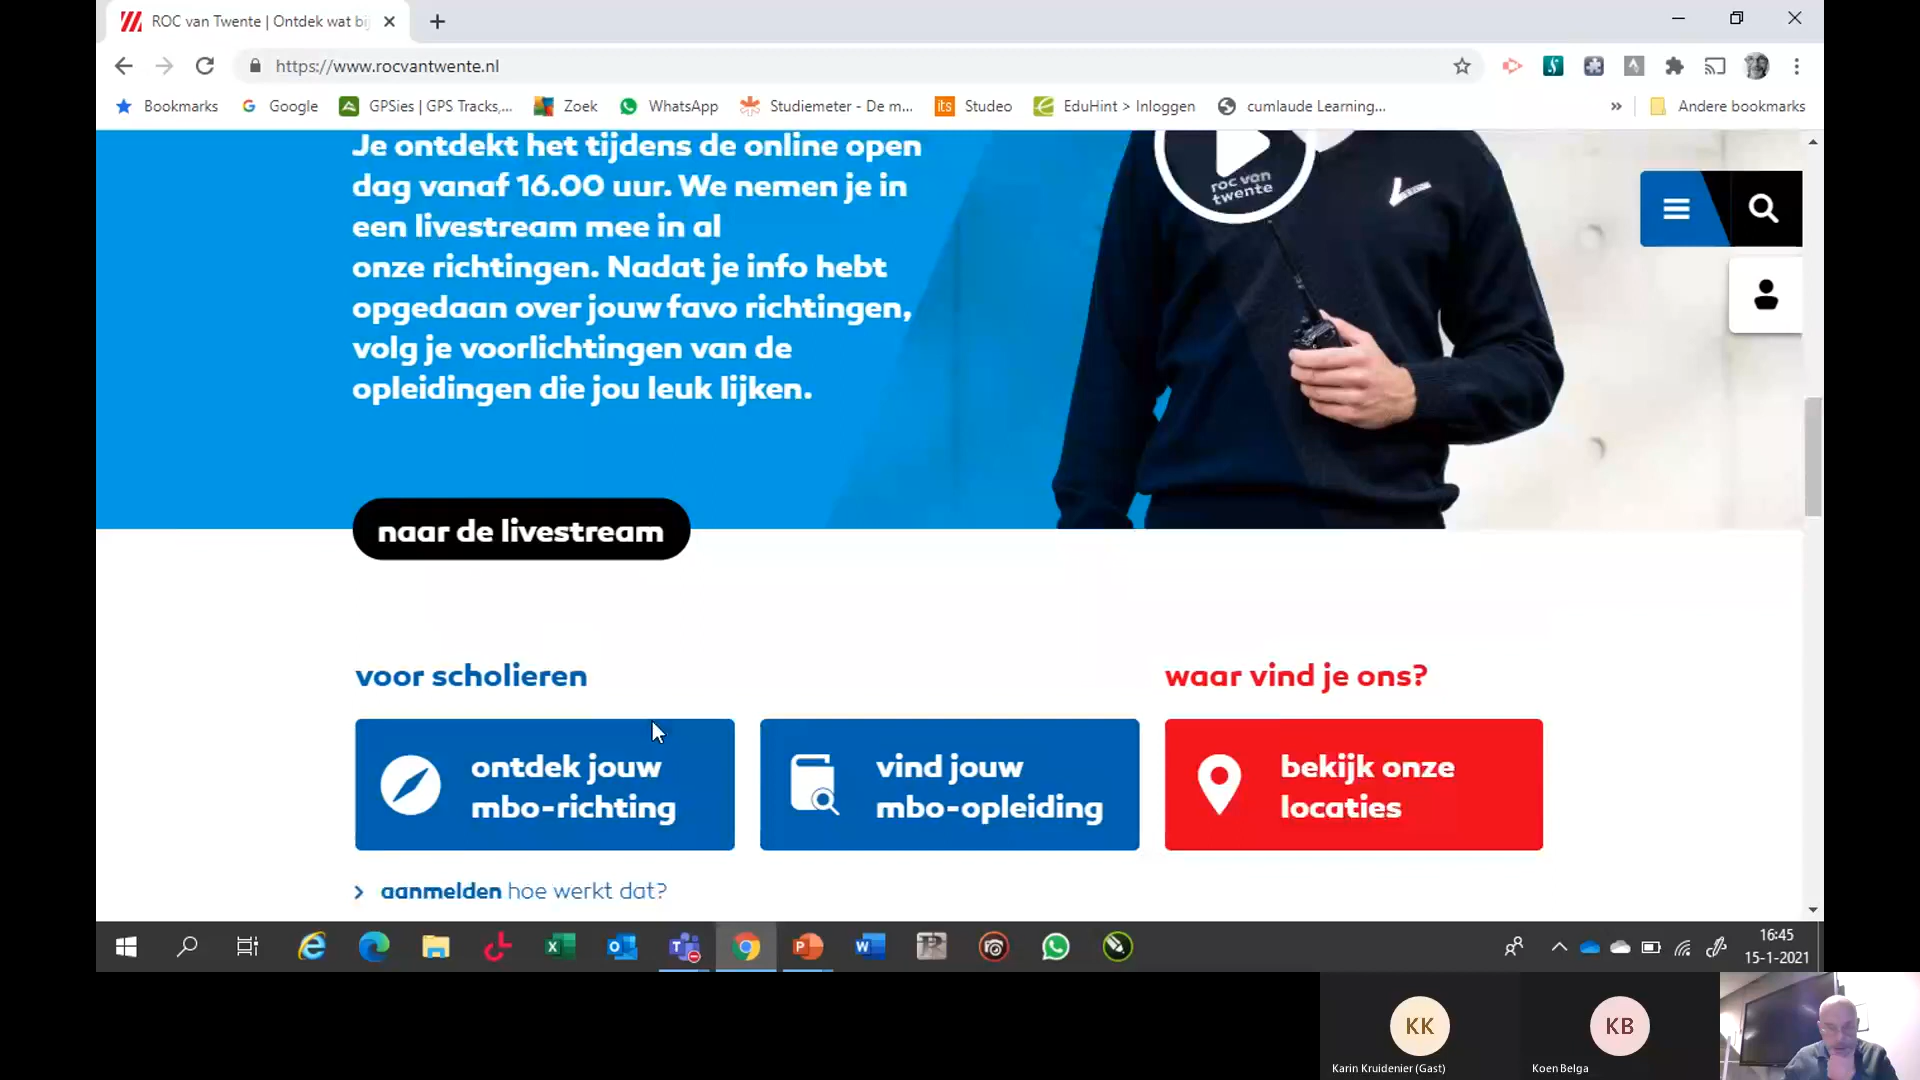 ROC van Twente | Ontdek wat bi
https://www.rocvantwente.nl
Bookmarks
Google
GPSies | GPS Tracks,...
Zoek
WhatsApp
Studiemeter - De m...
its
Studeo
EduHint > Inloggen
cumlaude Learning...
»
Andere bookmarks
Je ontdekt het tijdens de online open
dag vanaf 16.00 uur. We nemen je in
een livestream mee in al
onze richtingen. Nadat je info hebt
opgedaan over jouw favo richtingen,
volg je voorlichtingen van de
opleidingen die jou leuk lijken.
roc van
twente
naar de livestream
voor scholieren
waar vind je ons?
ontdek jouw
mbo-richting
vind jouw
mbo-opleiding
bekijk onze
locaties
> aanmelden hoe werkt dat?
16:45
15-1-2021
KK
KB
Karin Kruidenier (Gast)
Koen Belga